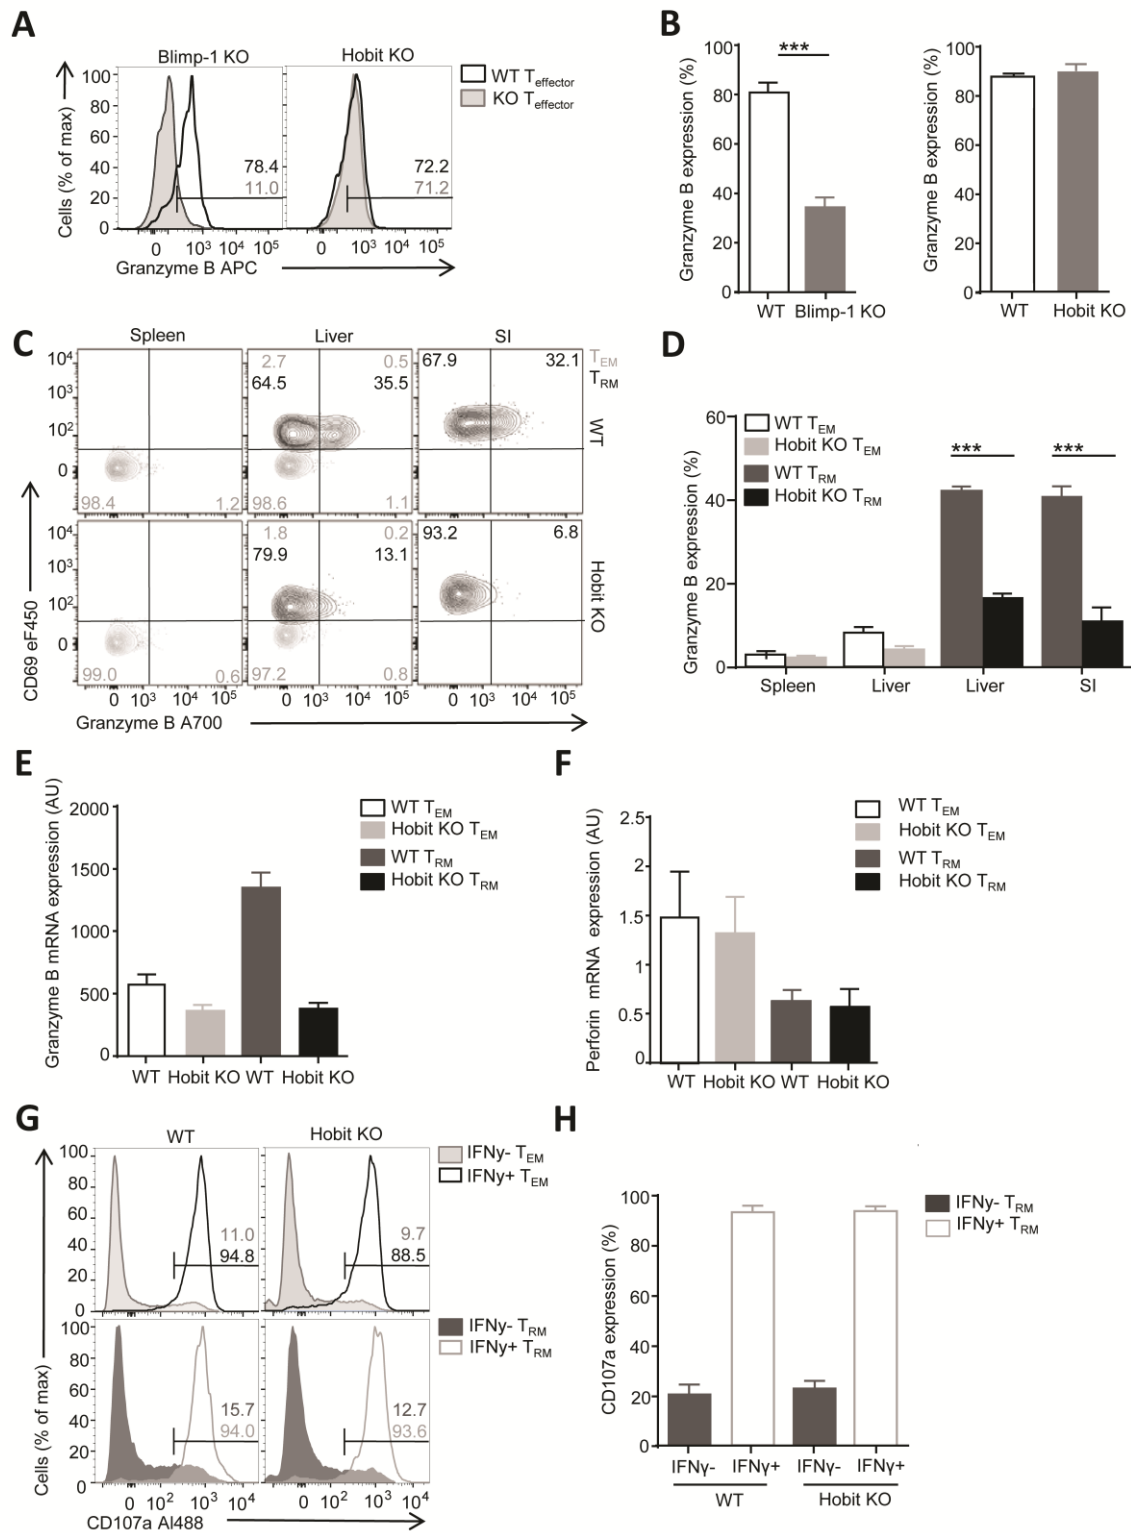 A
Blimp-1 KO
Hobit KO
WT Teffector
KO Teffector
Cells (% of max)
100
80
60
40
20
0
78.4
11.0
72.2
71.2
0 10³ 10⁴ 10⁵
0 10³ 10⁴ 10⁵
Granzyme B APC
B
Granzyme B expression (%)
100
80
60
40
20
0
***
WT Blimp-1 KO
Granzyme B expression (%)
100
80
60
40
20
0
WT Hobit KO
C
Spleen Liver SI
TEM
TRM
WT
Hobit KO
CD69 eF450
10⁴
10³
10²
0
98.4 1.2
2.7 0.5
64.5 35.5
98.6 1.1
67.9 32.1
10⁴
10³
10²
0
99.0 0.6
1.8 0.2
79.9 13.1
97.2 0.8
93.2 6.8
0 10³ 10⁴ 10⁵
0 10³ 10⁴ 10⁵
0 10³ 10⁴ 10⁵
Granzyme B A700
D
Granzyme B expression (%)
60
40
20
0
WT TEM
Hobit KO TEM
WT TRM
Hobit KO TRM
*** ***
Spleen Liver Liver SI
E
Granzyme B mRNA expression (AU)
2000
1500
1000
500
0
WT TEM
Hobit KO TEM
WT TRM
Hobit KO TRM
WT Hobit KO WT Hobit KO
F
Perforin mRNA expression (AU)
2.5
2
1.5
1
0.5
0
WT TEM
Hobit KO TEM
WT TRM
Hobit KO TRM
WT Hobit KO WT Hobit KO
G
WT
Hobit KO
IFNy- TEM
IFNy+ TEM
100
80
60
40
20
0
11.0
94.8
9.7
88.5
IFNy- TRM
IFNy+ TRM
Cells (% of max)
100
80
60
40
20
0
15.7
94.0
12.7
93.6
0 10² 10³ 10⁴
0 10² 10³ 10⁴
CD107a Al488
H
CD107a expression (%)
100
80
60
40
20
0
IFNy- TRM
IFNy+ TRM
IFNγ- IFNγ+ IFNγ- IFNγ+
WT Hobit KO